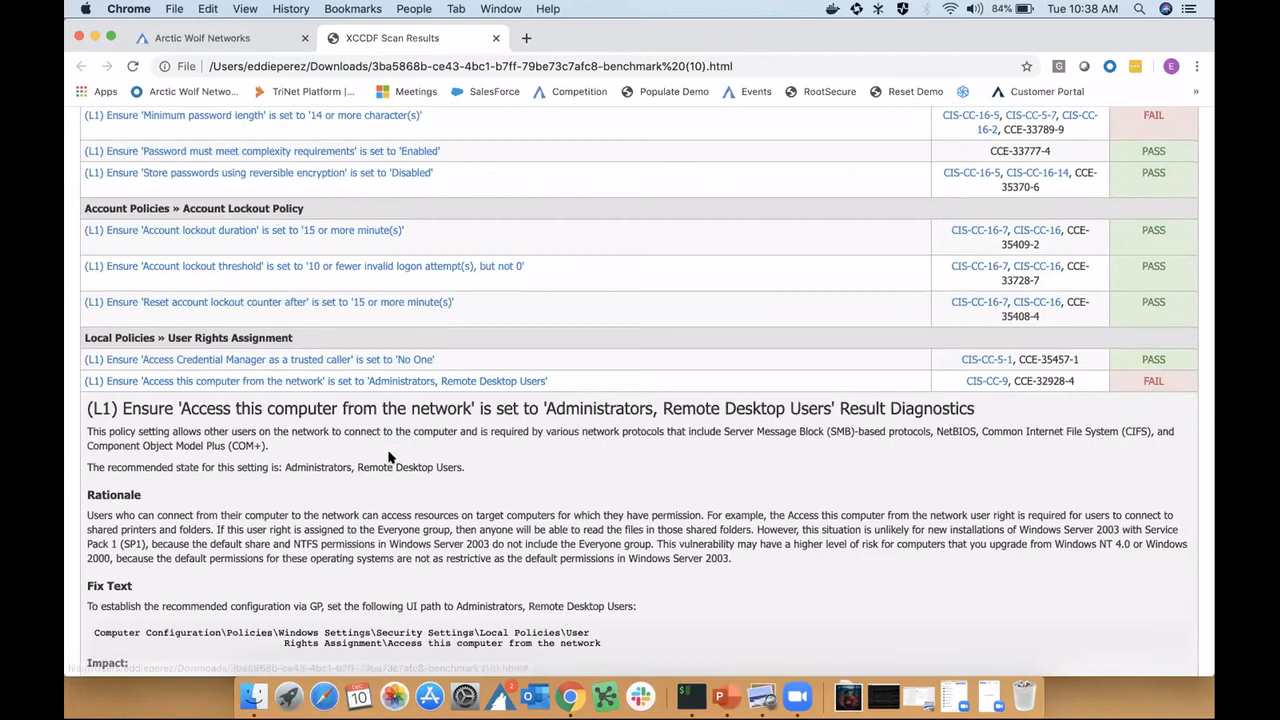 Chrome File Edit View History Bookmarks People Tab Window Help 84% Tue 10:38 AM
Arctic Wolf Networks XCCDF Scan Results
File /Users/eddieperez/Downloads/3ba5868b-ce43-4bc1-b7ff-79be73c7afc8-benchmark%20(10).html E
Apps Arctic Wolf Netwo... TriNet Platform |... Meetings SalesForce Competition Populate Demo Events RootSecure Reset Demo Customer Portal »
(L1) Ensure 'Minimum password length' is set to '14 or more character(s)' CIS-CC-16-5, CIS-CC-5-7, CIS-CC- FAIL
16-2, CCE-33789-9
(L1) Ensure 'Password must meet complexity requirements' is set to 'Enabled' CCE-33777-4 PASS
(L1) Ensure 'Store passwords using reversible encryption' is set to 'Disabled' CIS-CC-16-5, CIS-CC-16-14, CCE- PASS
35370-6
Account Policies » Account Lockout Policy
(L1) Ensure 'Account lockout duration' is set to '15 or more minute(s)' CIS-CC-16-7, CIS-CC-16, CCE- PASS
35409-2
(L1) Ensure 'Account lockout threshold' is set to '10 or fewer invalid logon attempt(s), but not 0' CIS-CC-16-7, CIS-CC-16, CCE- PASS
33728-7
(L1) Ensure 'Reset account lockout counter after' is set to '15 or more minute(s)' CIS-CC-16-7, CIS-CC-16, CCE- PASS
35408-4
Local Policies » User Rights Assignment
(L1) Ensure 'Access Credential Manager as a trusted caller' is set to 'No One' CIS-CC-5-1, CCE-35457-1 PASS
(L1) Ensure 'Access this computer from the network' is set to 'Administrators, Remote Desktop Users' CIS-CC-9, CCE-32928-4 FAIL
(L1) Ensure 'Access this computer from the network' is set to 'Administrators, Remote Desktop Users' Result Diagnostics
This policy setting allows other users on the network to connect to the computer and is required by various network protocols that include Server Message Block (SMB)-based protocols, NetBIOS, Common Internet File System (CIFS), and
Component Object Model Plus (COM+).
The recommended state for this setting is: Administrators, Remote Desktop Users.
Rationale
Users who can connect from their computer to the network can access resources on target computers for which they have permission. For example, the Access this computer from the network user right is required for users to connect to
shared printers and folders. If this user right is assigned to the Everyone group, then anyone will be able to read the files in those shared folders. However, this situation is unlikely for new installations of Windows Server 2003 with Service
Pack 1 (SP1), because the default share and NTFS permissions in Windows Server 2003 do not include the Everyone group. This vulnerability may have a higher level of risk for computers that you upgrade from Windows NT 4.0 or Windows
2000, because the default permissions for these operating systems are not as restrictive as the default permissions in Windows Server 2003.
Fix Text
To establish the recommended configuration via GP, set the following UI path to Administrators, Remote Desktop Users:
Computer Configuration\Policies\Windows Settings\Security Settings\Local Policies\User
Rights Assignment\Access this computer from the network
Impact:
file:///Users/eddieperez/Downloads/3ba5868b-ce43-4bc1-b7ff-79be73c7afc8-benchmark (10).html#
DEC
10
2